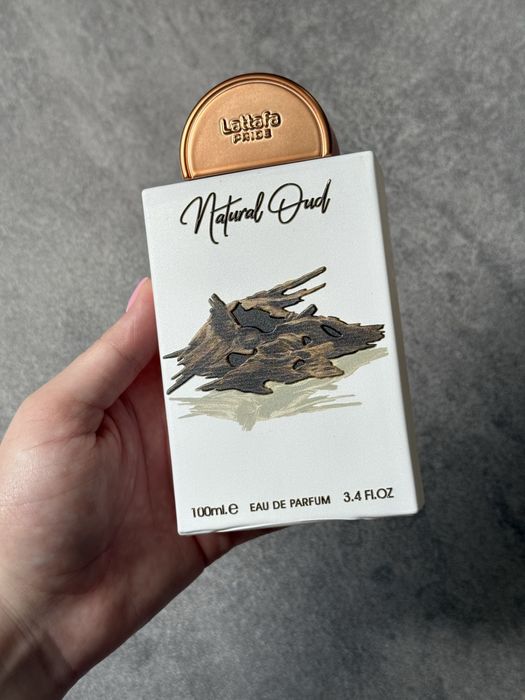 Lattafa
PRIDE
Natural Oud
100ml.e EAU DE PARFUM 3.4 FL.OZ